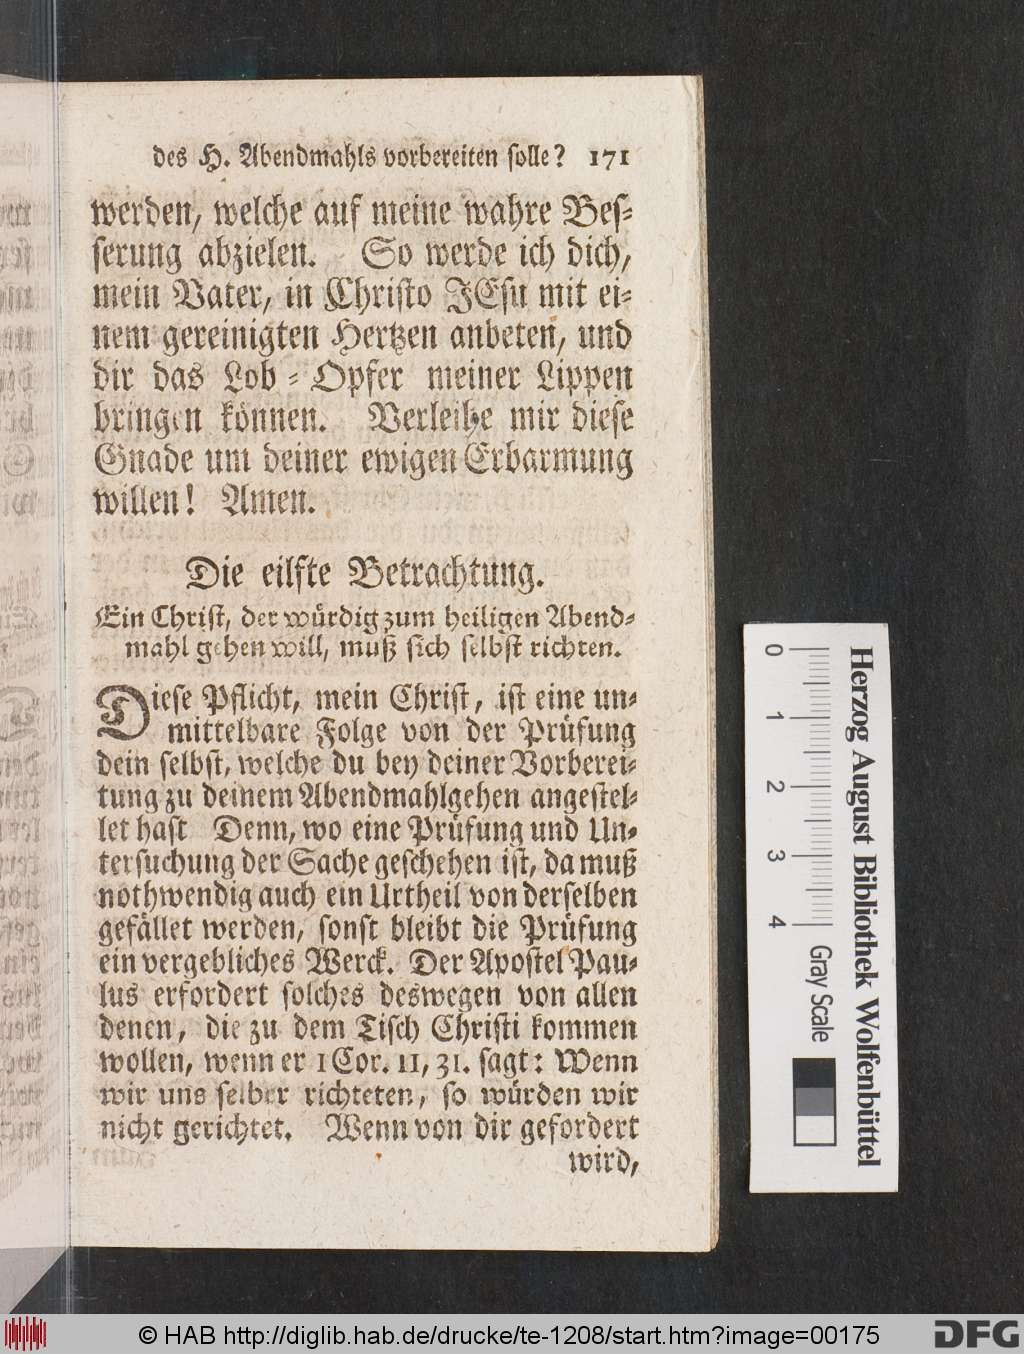 des H. Abendmahls vorbereiten solle? 171
werden, welche auf meine wahre Bes-
serung abzielen. So werde ich dich,
mein Vater, in Christo JEsu mit ei-
nem gereinigten Hertzen anbeten, und
dir das Lob-Opfer meiner Lippen
bringen können. Verleihe mir diese
Gnade um deiner ewigen Erbarmung
willen! Amen.
Die eilfte Betrachtung.
Ein Christ, der würdig zum heiligen Abend-
mahl gehen will, muß sich selbst richten.
Diese Pflicht, mein Christ, ist eine un-
mittelbare Folge von der Prüfung
dein selbst, welche du bey deiner Vorberei-
tung zu deinem Abendmahlgehen angestel-
let hast Denn, wo eine Prüfung und Un-
tersuchung der Sache geschehen ist, da muß
nothwendig auch ein Urtheil von derselben
gefället werden, sonst bleibt die Prüfung
ein vergebliches Werck. Der Apostel Pau-
lus erfordert solches deswegen von allen
denen, die zu dem Tisch Christi kommen
wollen, wenn er 1 Cor. 11, 31. sagt: Wenn
wir uns selber richteten, so würden wir
nicht gerichtet. Wenn von dir gefordert
wird,
0 1 2 3 4
Gray Scale
Herzog August Bibliothek Wolfenbüttel
© HAB http://diglib.hab.de/drucke/te-1208/start.htm?image=00175
DFG